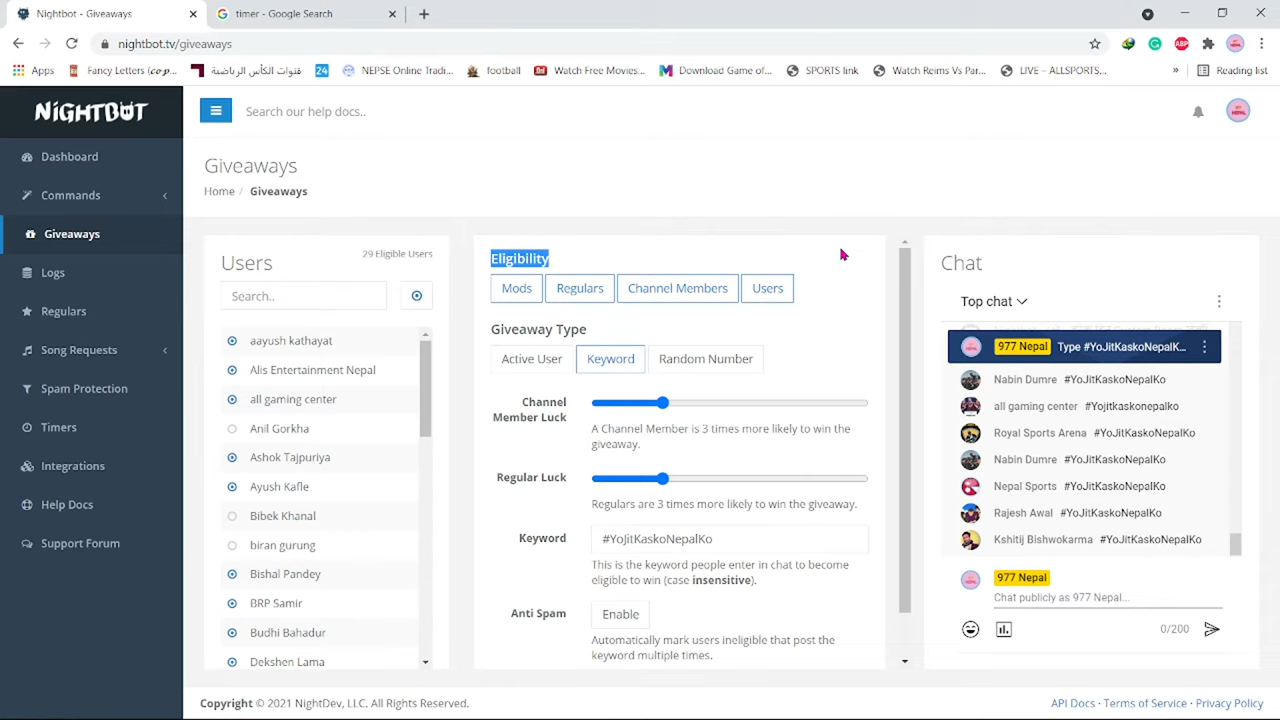 Nightbot - Giveaways
timer - Google Search
nightbot.tv/giveaways
ABP
Apps
Fancy Letters (𝓬𝓸𝓹...
قنوات الكأس الرياضية
24
NEPSE Online Tradi...
football
Watch Free Movies...
Download Game of...
SPORTS link
Watch Reims Vs Par...
LIVE – ALLSPORTS...
»
Reading list
NIGHTBOT
Search our help docs..
Dashboard
Commands
Giveaways
Logs
Regulars
Song Requests
Spam Protection
Timers
Integrations
Help Docs
Support Forum
Giveaways
Home / Giveaways
Users
29 Eligible Users
Search..
aayush kathayat
Alis Entertainment Nepal
all gaming center
Anil Gorkha
Ashok Tajpuriya
Ayush Kafle
Bibek Khanal
biran gurung
Bishal Pandey
BRP Samir
Budhi Bahadur
Dekshen Lama
Eligibility
Mods Regulars Channel Members Users
Giveaway Type
Active User Keyword Random Number
Channel
Member Luck
A Channel Member is 3 times more likely to win the
giveaway.
Regular Luck
Regulars are 3 times more likely to win the giveaway.
Keyword
#YoJitKaskoNepalKo
This is the keyword people enter in chat to become
eligible to win (case insensitive).
Anti Spam
Enable
Automatically mark users ineligible that post the
keyword multiple times.
Chat
Top chat
977 Nepal Type #YoJitKaskoNepalK...
Nabin Dumre #YoJitKaskoNepalKo
all gaming center #Yojitkaskonepalko
Royal Sports Arena #YoJitKaskoNepalKo
Nabin Dumre #YoJitKaskoNepalKo
Nepal Sports #YoJitKaskoNepalKo
Rajesh Awal #YoJitKaskoNepalKo
Kshitij Bishwokarma #YoJitKaskoNepalKo
977 Nepal
Chat publicly as 977 Nepal...
0/200
Copyright © 2021 NightDev, LLC. All Rights Reserved.
API Docs · Terms of Service · Privacy Policy